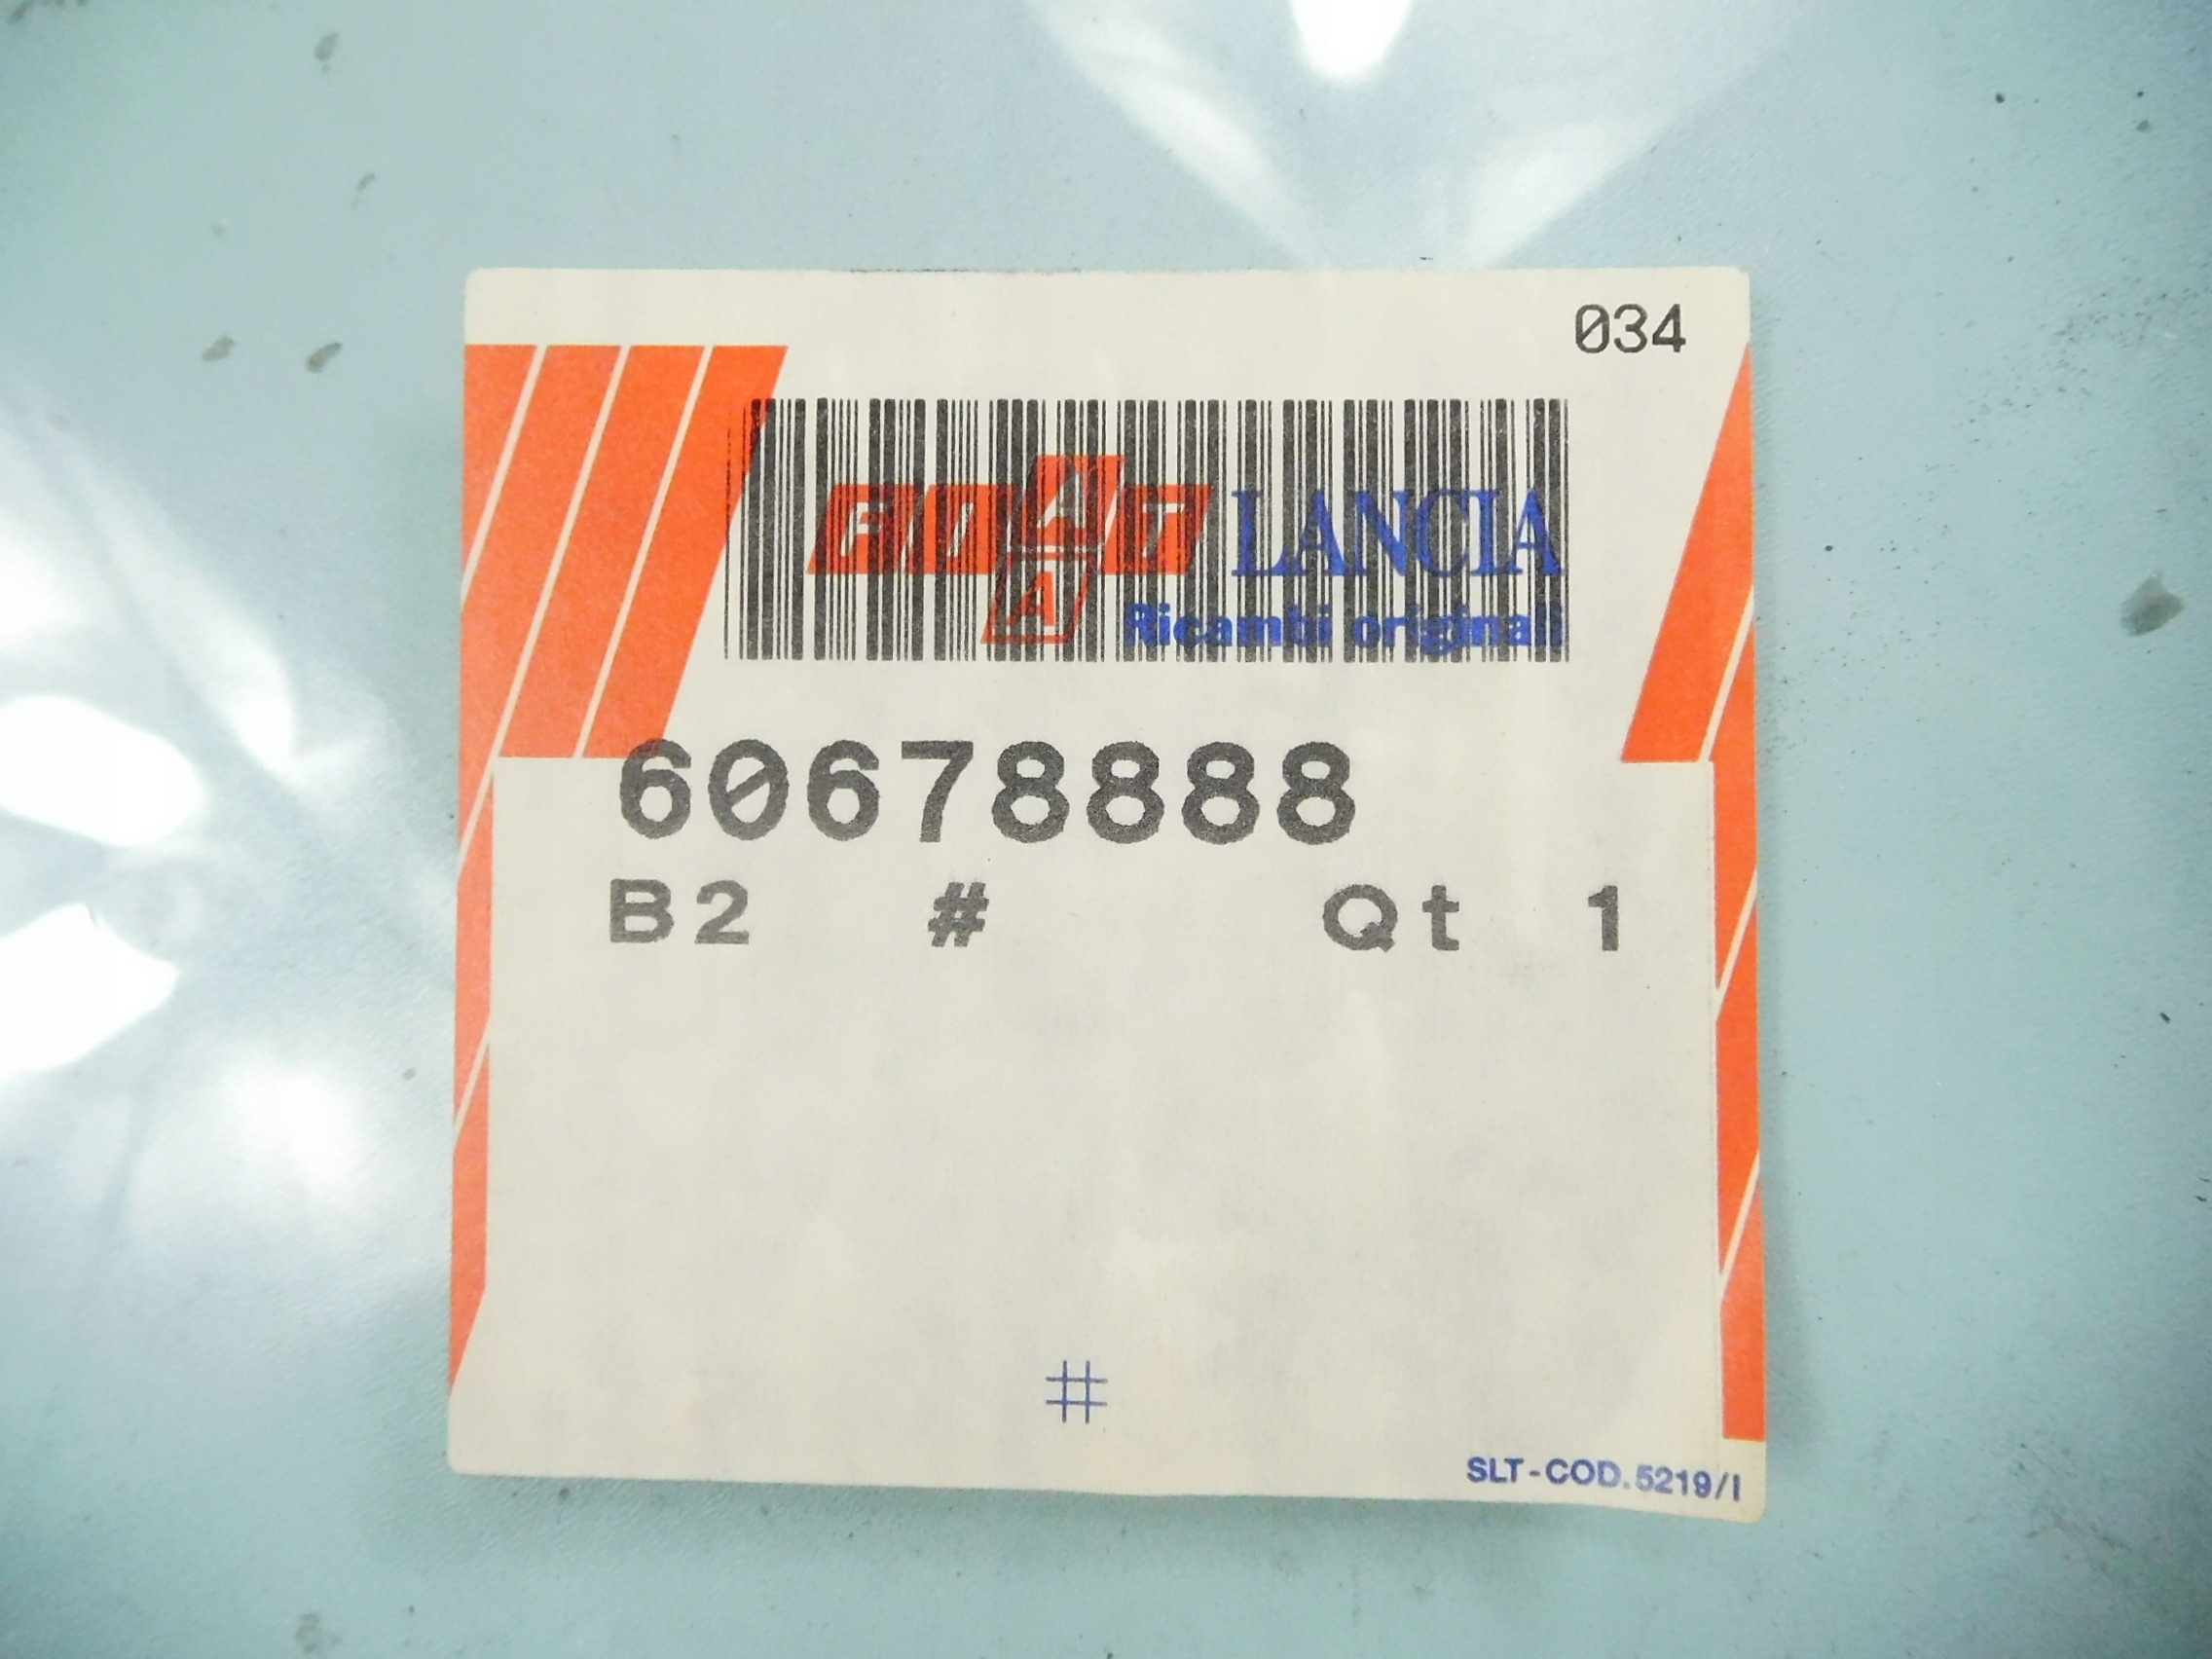 034
FIAT LANCIA
A
Ricambi originali
60678888
B2 # Qt 1
#
SLT-COD.5219/I